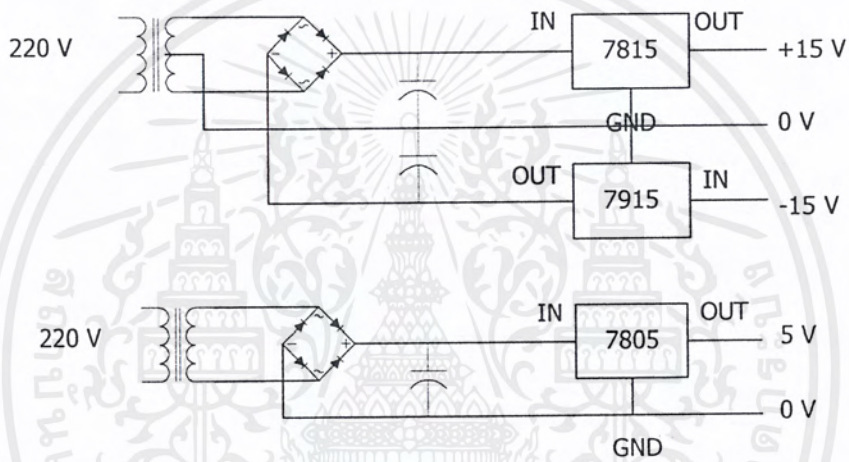 IN
OUT
220 V
7815
+15 V
GND
0 V
OUT
IN
7915
-15 V
IN
OUT
220 V
7805
5 V
0 V
GND